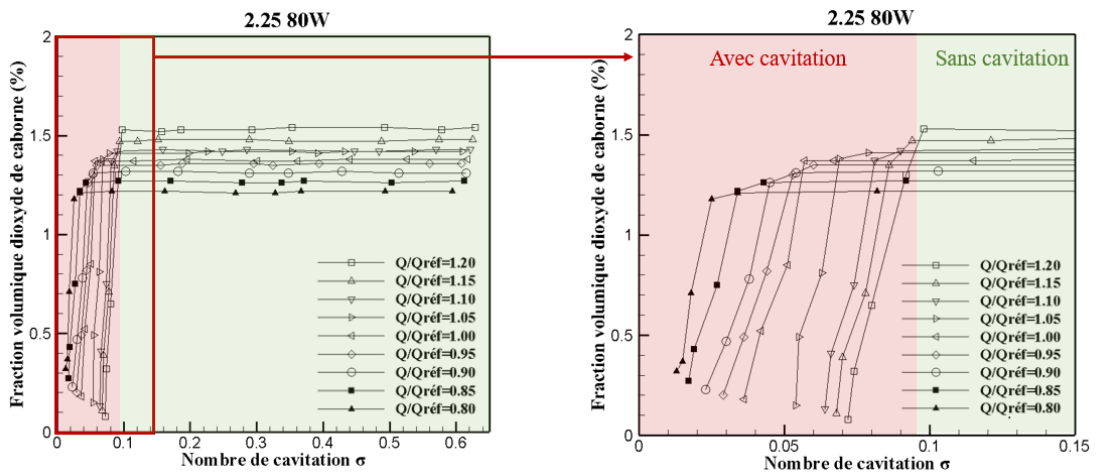 2.25 80W
Fraction volumique dioxyde de caborne (%)
2
1.5
1
0.5
0
0
0.1
0.2
0.3
0.4
0.5
0.6
Nombre de cavitation σ
Q/Qréf=1.20
Q/Qréf=1.15
Q/Qréf=1.10
Q/Qréf=1.05
Q/Qréf=1.00
Q/Qréf=0.95
Q/Qréf=0.90
Q/Qréf=0.85
Q/Qréf=0.80
2.25 80W
Avec cavitation
Sans cavitation
Fraction volumique dioxyde de caborne (%)
2
1.5
1
0.5
0
0
0.05
0.1
0.15
Nombre de cavitation σ
Q/Qréf=1.20
Q/Qréf=1.15
Q/Qréf=1.10
Q/Qréf=1.05
Q/Qréf=1.00
Q/Qréf=0.95
Q/Qréf=0.90
Q/Qréf=0.85
Q/Qréf=0.80